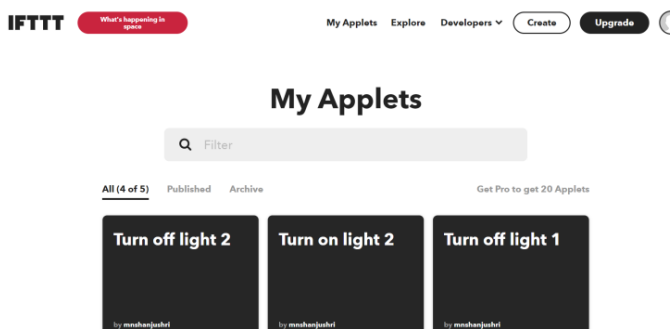 IFTTT
What's happening in
space
My Applets Explore Developers Create Upgrade
My Applets
Filter
All (4 of 5) Published Archive Get Pro to get 20 Applets
Turn off light 2 Turn on light 2 Turn off light 1
by mnshanjushri by mnshanjushri by mnshanjushri